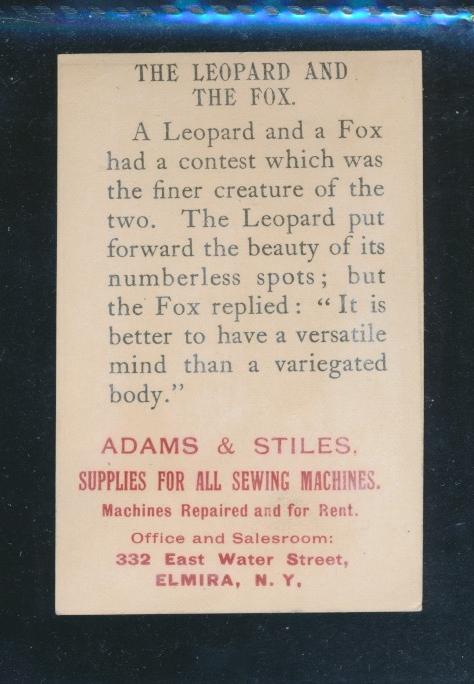 THE LEOPARD AND
THE FOX.
A Leopard and a Fox
had a contest which was
the finer creature of the
two. The Leopard put
forward the beauty of its
numberless spots; but
the Fox replied: “It is
better to have a versatile
mind than a variegated
body.”
ADAMS & STILES,
SUPPLIES FOR ALL SEWING MACHINES.
Machines Repaired and for Rent.
Office and Salesroom:
332 East Water Street,
ELMIRA, N. Y.